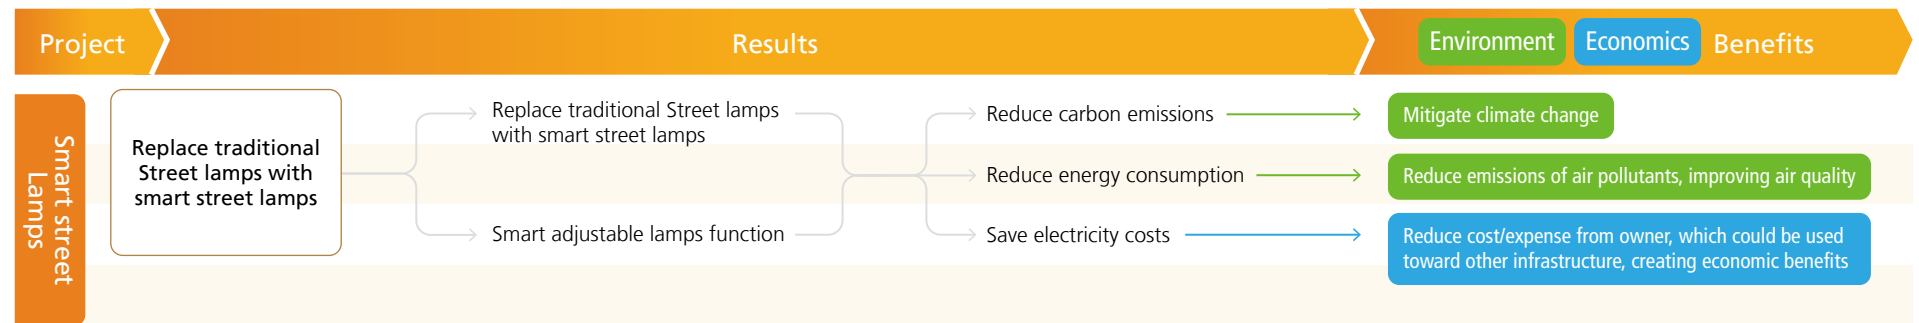 Project
Results
Environment
Economics
Benefits
Smart street
Lamps
Replace traditional
Street lamps with
smart street lamps
Replace traditional Street lamps
with smart street lamps
Smart adjustable lamps function
Reduce carbon emissions
Reduce energy consumption
Save electricity costs
Mitigate climate change
Reduce emissions of air pollutants, improving air quality
Reduce cost/expense from owner, which could be used
toward other infrastructure, creating economic benefits